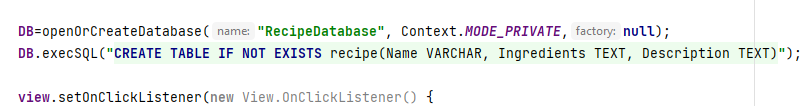 DB=openOrCreateDatabase( name: "RecipeDatabase", Context.MODE_PRIVATE, factory: null);
DB.execSQL("CREATE TABLE IF NOT EXISTS recipe(Name VARCHAR, Ingredients TEXT, Description TEXT)");
view.setOnClickListener(new View.OnClickListener() {